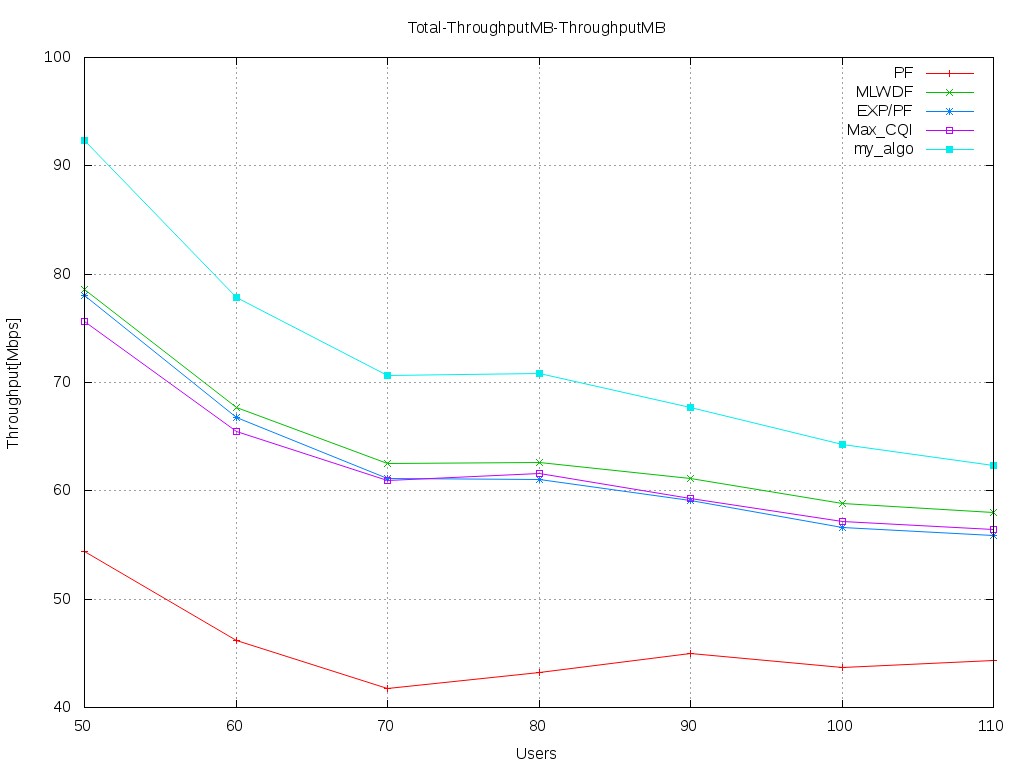 Total-ThroughputMB-ThroughputMB
100
90
80
70
60
50
40
Throughput[Mbps]
PF
MLWDF
EXP/PF
Max_CQI
my_algo
50 60 70 80 90 100 110
Users